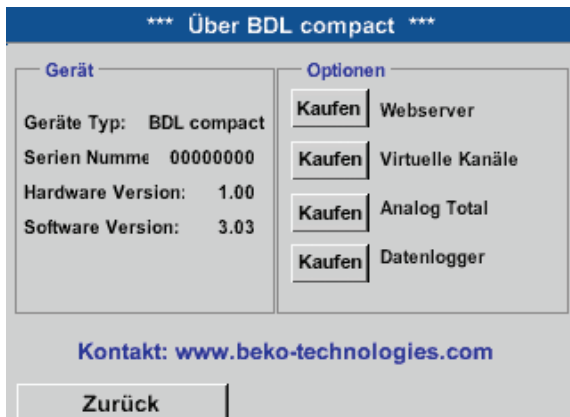 *** Über BDL compact ***
Gerät
Geräte Typ: BDL compact
Serien Numme 00000000
Hardware Version: 1.00
Software Version: 3.03
Optionen
Kaufen Webserver
Kaufen Virtuelle Kanäle
Kaufen Analog Total
Kaufen Datenlogger
Kontakt: www.beko-technologies.com
Zurück